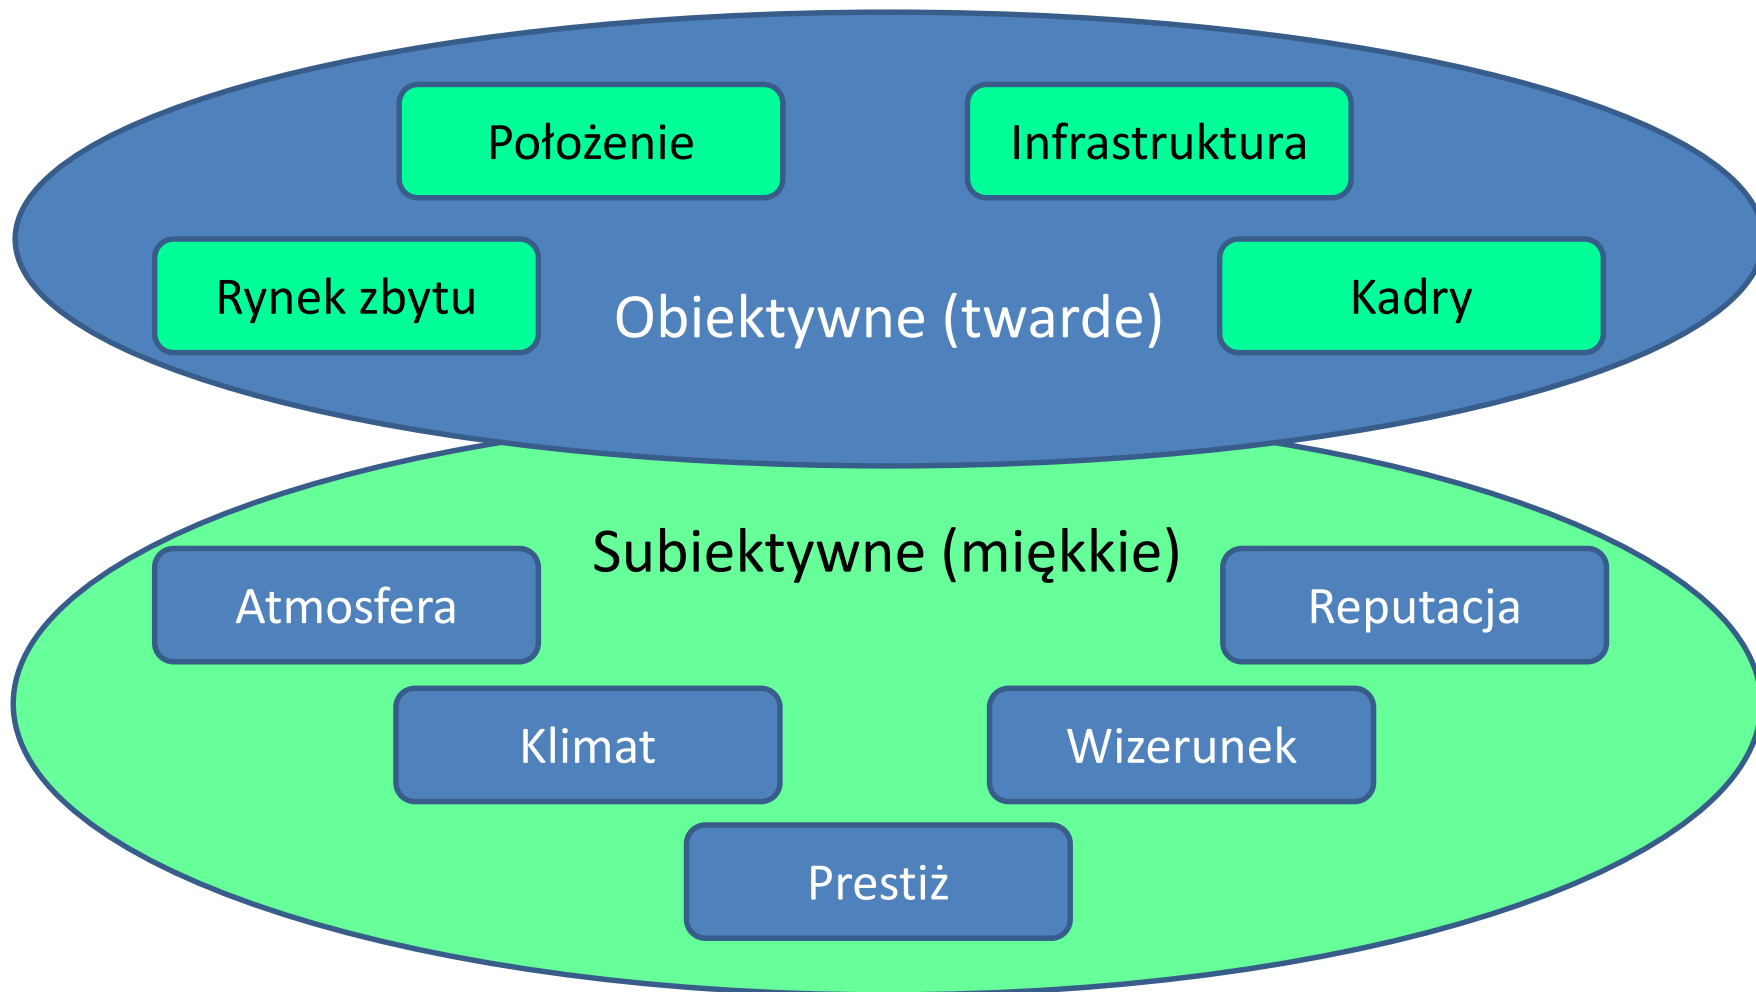 Położenie
Infrastruktura
Rynek zbytu
Obiektywne (twarde)
Kadry
Subiektywne (miękkie)
Atmosfera
Reputacja
Klimat
Wizerunek
Prestiż